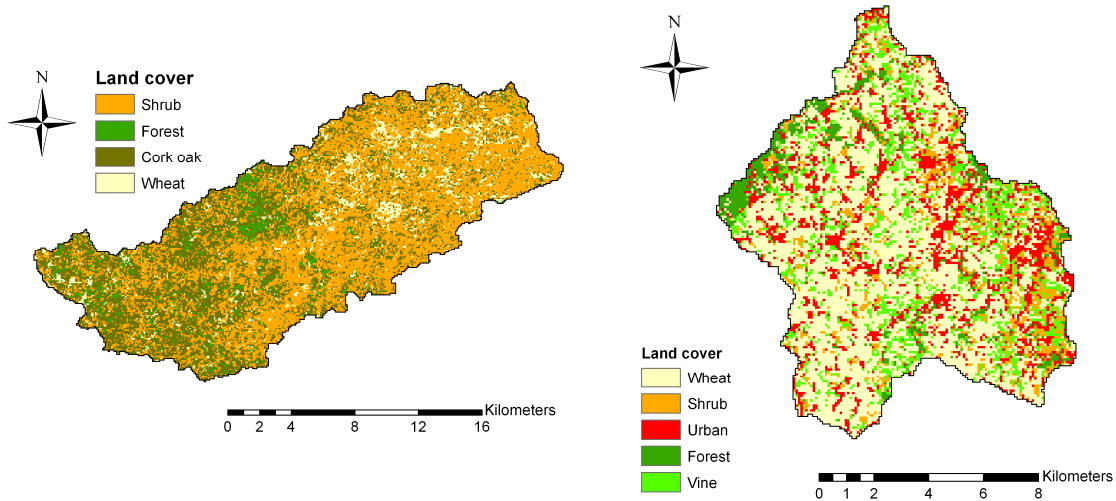 N
Land cover
Shrub
Forest
Cork oak
Wheat
Kilometers
0 2 4 8 12 16
N
Land cover
Wheat
Shrub
Urban
Forest
Vine
Kilometers
0 1 2 4 6 8